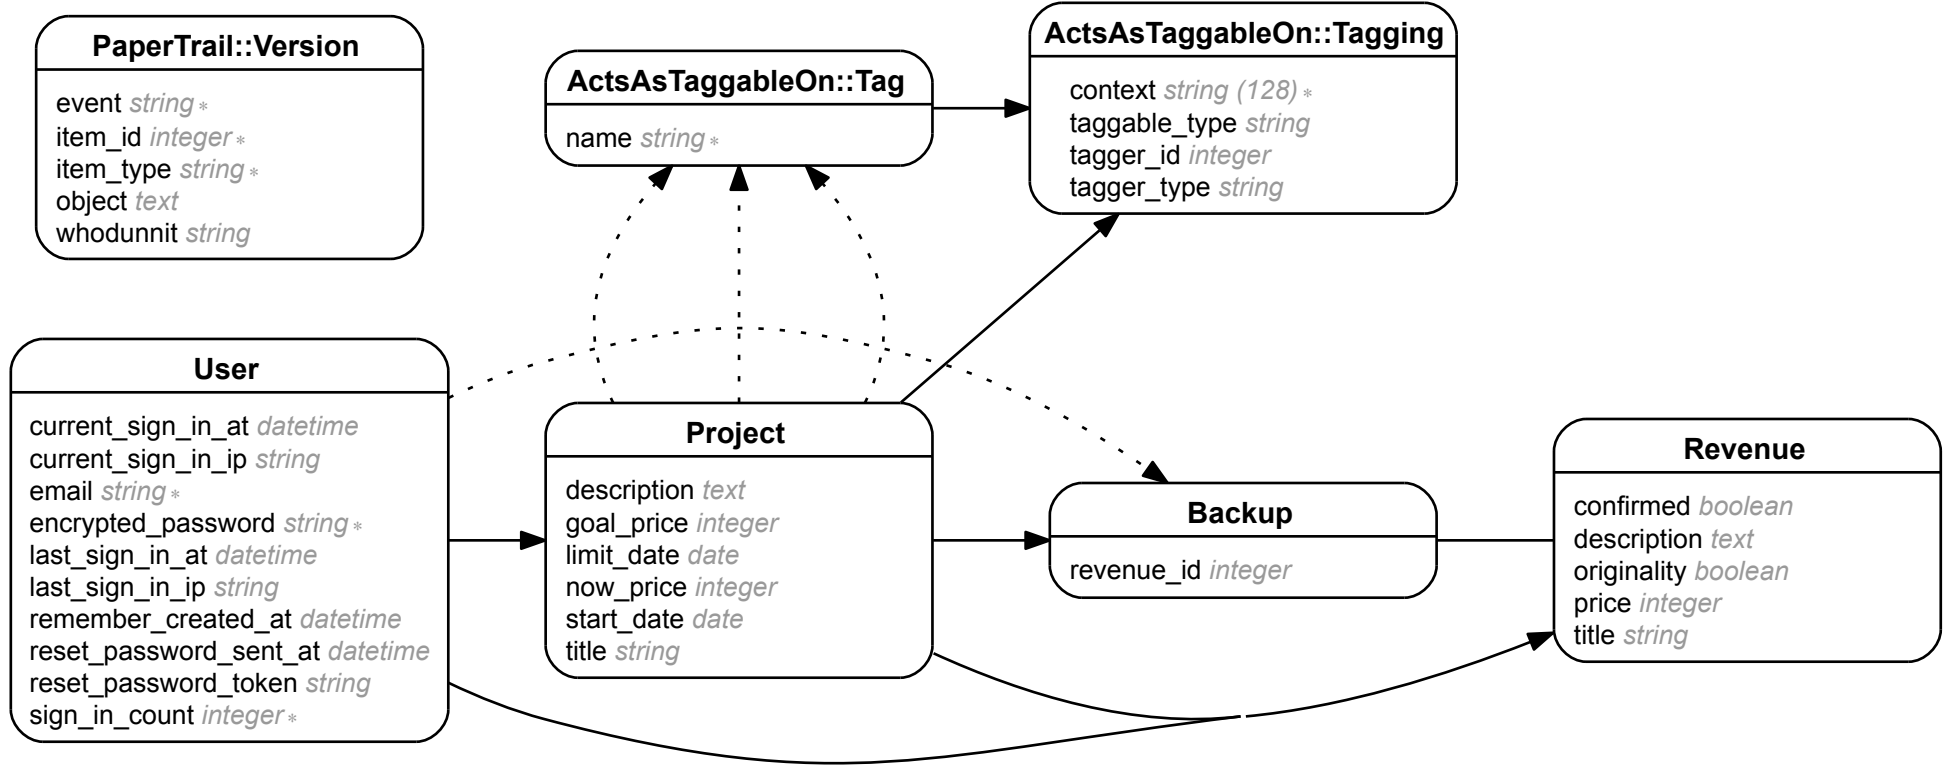 PaperTrail::Version
event string *
item_id integer *
item_type string *
object text
whodunnit string
ActsAsTaggableOn::Tag
name string *
ActsAsTaggableOn::Tagging
context string (128) *
taggable_type string
tagger_id integer
tagger_type string
User
current_sign_in_at datetime
current_sign_in_ip string
email string *
encrypted_password string *
last_sign_in_at datetime
last_sign_in_ip string
remember_created_at datetime
reset_password_sent_at datetime
reset_password_token string
sign_in_count integer *
Project
description text
goal_price integer
limit_date date
now_price integer
start_date date
title string
Backup
revenue_id integer
Revenue
confirmed boolean
description text
originality boolean
price integer
title string